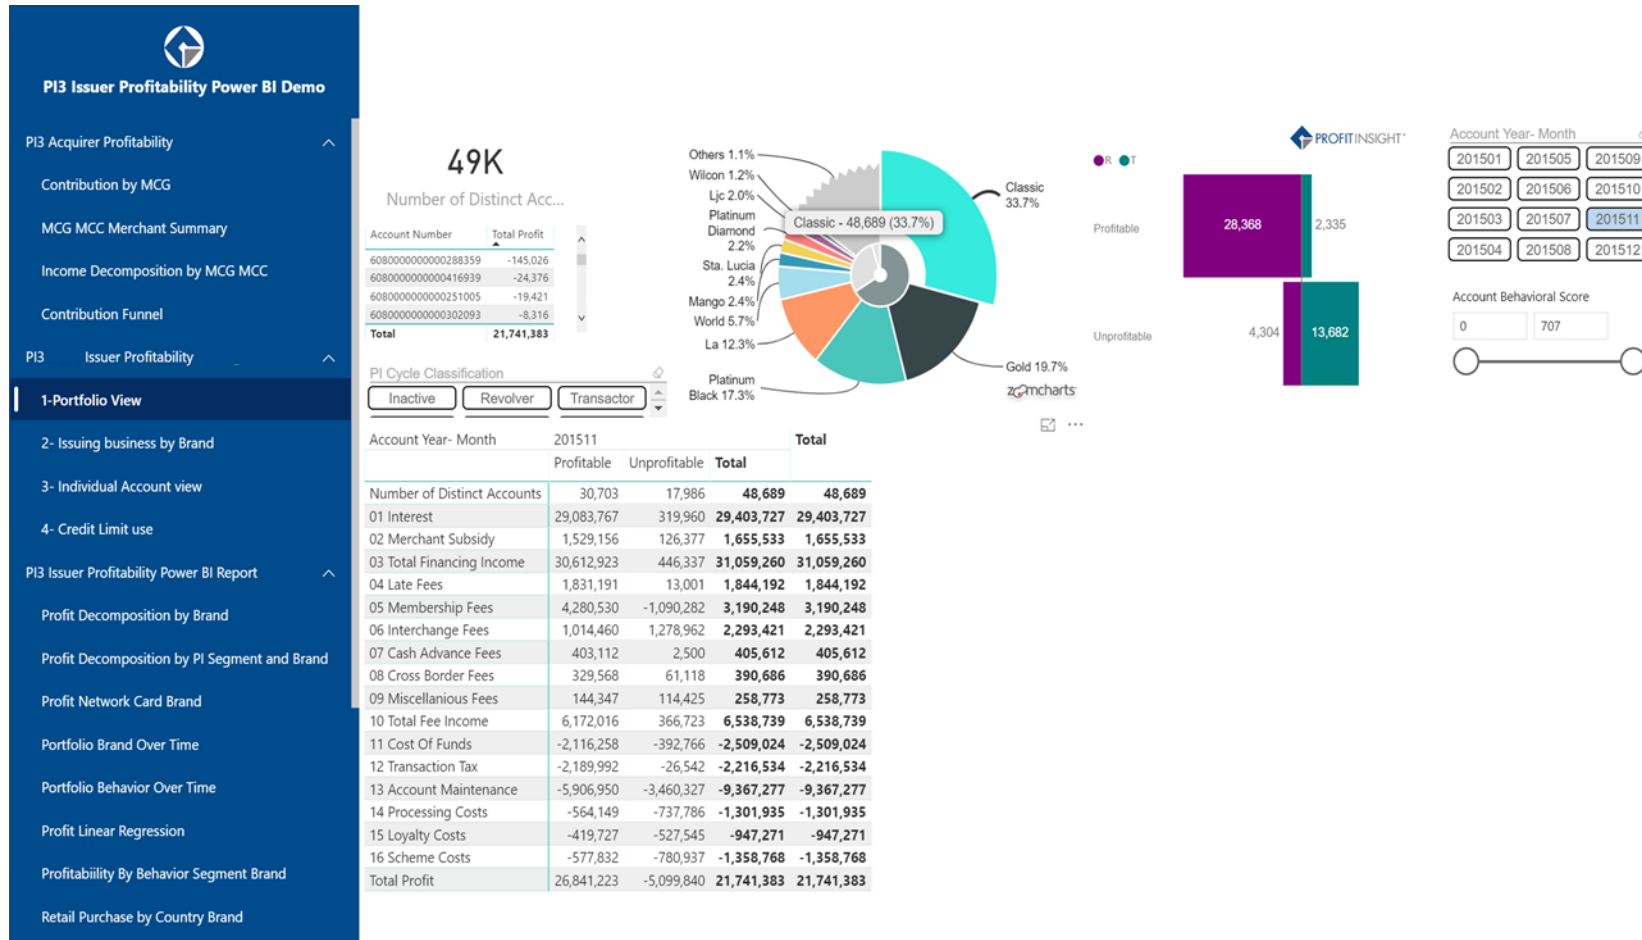 PI3 Issuer Profitability Power BI Demo
PI3 Acquirer Profitability
Contribution by MCG
MCG MCC Merchant Summary
Income Decomposition by MCG MCC
Contribution Funnel
PI3 Issuer Profitability
1-Portfolio View
2- Issuing business by Brand
3- Individual Account view
4- Credit Limit use
PI3 Issuer Profitability Power BI Report
Profit Decomposition by Brand
Profit Decomposition by PI Segment and Brand
Profit Network Card Brand
Portfolio Brand Over Time
Portfolio Behavior Over Time
Profit Linear Regression
Profitabiility By Behavior Segment Brand
Retail Purchase by Country Brand
49K
Number of Distinct Acc...
Account Number Total Profit
6080000000000288359 -145,026
6080000000000416939 -24,376
6080000000000251005 -19,421
6080000000000302093 -8,316
Total 21,741,383
PI Cycle Classification
Inactive Revolver Transactor
Others 1.1%
Wilcon 1.2%
Ljc 2.0%
Platinum
Diamond
2.2%
Sta. Lucia
2.4%
Mango 2.4%
World 5.7%
La 12.3%
Platinum
Black 17.3%
Classic - 48,689 (33.7%)
Classic
33.7%
Gold 19.7%
zoomcharts
PROFITINSIGHT
R T
Profitable 28,368 2,335
Unprofitable 4,304 13,682
Account Year- Month
201501 201505 201509
201502 201506 201510
201503 201507 201511
201504 201508 201512
Account Behavioral Score
0 707
Account Year- Month 201511 Total
Profitable Unprofitable Total
Number of Distinct Accounts 30,703 17,986 48,689 48,689
01 Interest 29,083,767 319,960 29,403,727 29,403,727
02 Merchant Subsidy 1,529,156 126,377 1,655,533 1,655,533
03 Total Financing Income 30,612,923 446,337 31,059,260 31,059,260
04 Late Fees 1,831,191 13,001 1,844,192 1,844,192
05 Membership Fees 4,280,530 -1,090,282 3,190,248 3,190,248
06 Interchange Fees 1,014,460 1,278,962 2,293,421 2,293,421
07 Cash Advance Fees 403,112 2,500 405,612 405,612
08 Cross Border Fees 329,568 61,118 390,686 390,686
09 Miscellanious Fees 144,347 114,425 258,773 258,773
10 Total Fee Income 6,172,016 366,723 6,538,739 6,538,739
11 Cost Of Funds -2,116,258 -392,766 -2,509,024 -2,509,024
12 Transaction Tax -2,189,992 -26,542 -2,216,534 -2,216,534
13 Account Maintenance -5,906,950 -3,460,327 -9,367,277 -9,367,277
14 Processing Costs -564,149 -737,786 -1,301,935 -1,301,935
15 Loyalty Costs -419,727 -527,545 -947,271 -947,271
16 Scheme Costs -577,832 -780,937 -1,358,768 -1,358,768
Total Profit 26,841,223 -5,099,840 21,741,383 21,741,383